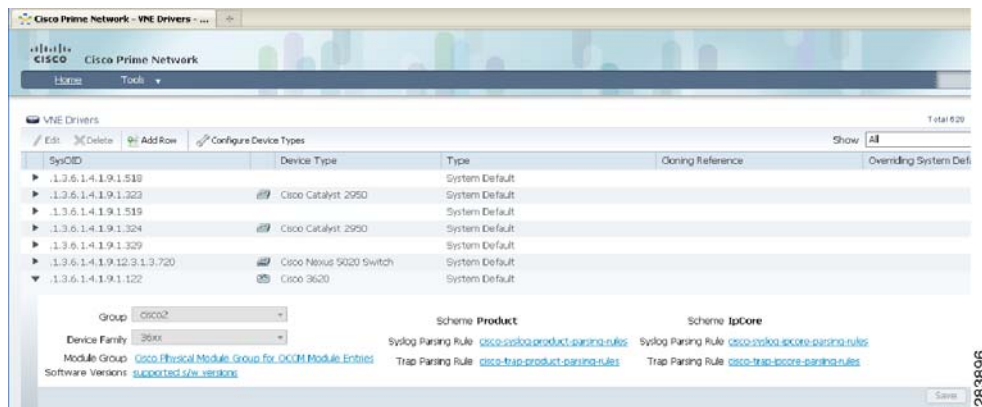 Cisco Prime Network - VNE Drivers - ...
CISCO Cisco Prime Network
Home Tools
VNE Drivers Total 620
Edit Delete Add Row Configure Device Types Show All
SysOID Device Type Type Cloning Reference Overriding System Def
.1.3.6.1.4.1.9.1.518 System Default
.1.3.6.1.4.1.9.1.323 Cisco Catalyst 2950 System Default
.1.3.6.1.4.1.9.1.519 System Default
.1.3.6.1.4.1.9.1.324 Cisco Catalyst 2950 System Default
.1.3.6.1.4.1.9.1.329 System Default
.1.3.6.1.4.1.9.12.3.1.3.720 Cisco Nexus 5020 Switch System Default
.1.3.6.1.4.1.9.1.122 Cisco 3620 System Default
Group cisco2 Scheme Product Scheme IpCore
Device Family 36xx Syslog Parsing Rule cisco-syslog-product-parsing-rules Syslog Parsing Rule cisco-syslog-ipcore-parsing-rules
Module Group Cisco Physical Module Group for OCCM Module Entries Trap Parsing Rule cisco-trap-product-parsing-rules Trap Parsing Rule cisco-trap-ipcore-parsing-rules
Software Versions supported s/w versions
Save
283896